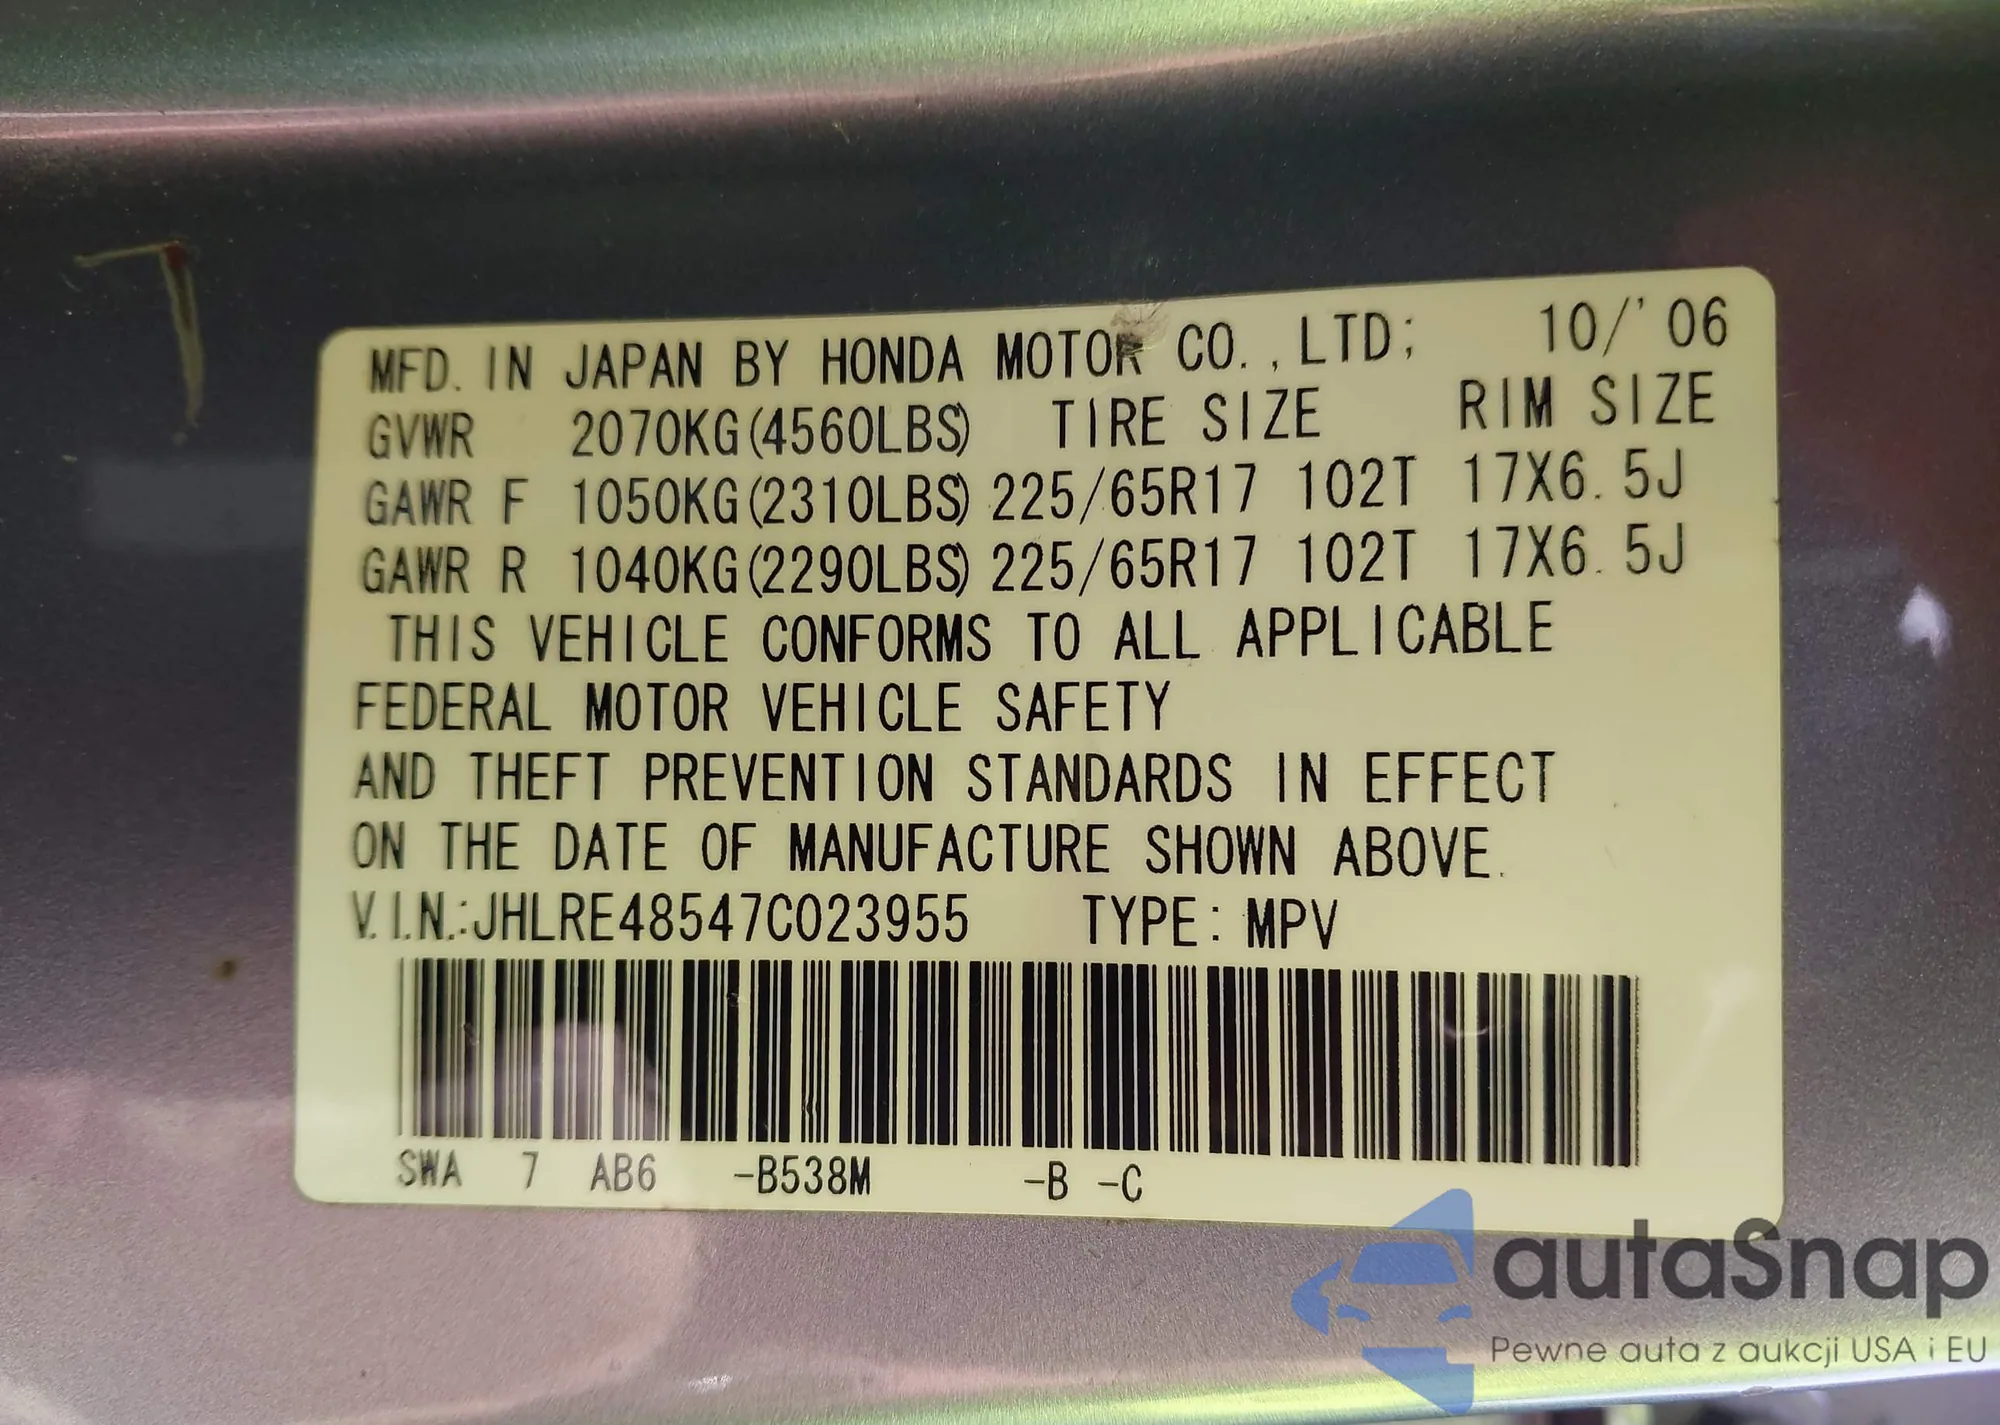 MFD. IN JAPAN BY HONDA MOTOR CO.,LTD; 10/'06
GVWR 2070KG(4560LBS) TIRE SIZE RIM SIZE
GAWR F 1050KG(2310LBS) 225/65R17 102T 17X6.5J
GAWR R 1040KG(2290LBS) 225/65R17 102T 17X6.5J
THIS VEHICLE CONFORMS TO ALL APPLICABLE
FEDERAL MOTOR VEHICLE SAFETY
AND THEFT PREVENTION STANDARDS IN EFFECT
ON THE DATE OF MANUFACTURE SHOWN ABOVE.
V.I.N.:JHLRE48547C023955 TYPE: MPV
SWA 7 AB6 -B538M -B -C
autaSnap
Pewne auta z aukcji USA i EU